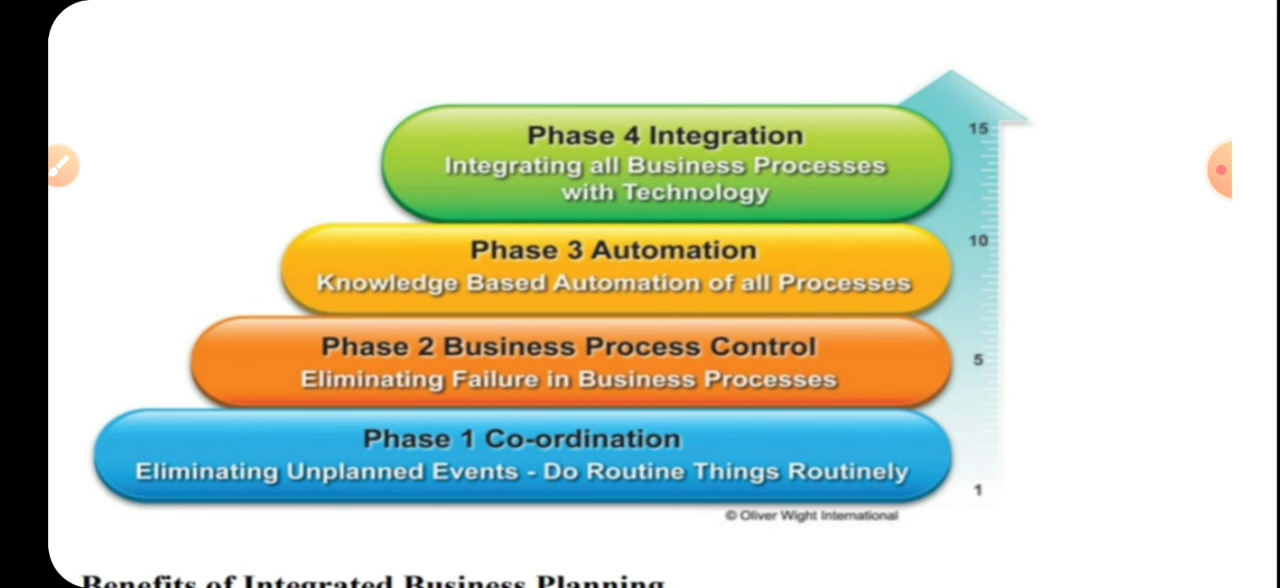 Phase 4 Integration
Integrating all Business Processes
with Technology
Phase 3 Automation
Knowledge Based Automation of all Processes
Phase 2 Business Process Control
Eliminating Failure in Business Processes
Phase 1 Co-ordination
Eliminating Unplanned Events - Do Routine Things Routinely
15
10
5
1
© Oliver Wight International
Benefits of Integrated Business Planning